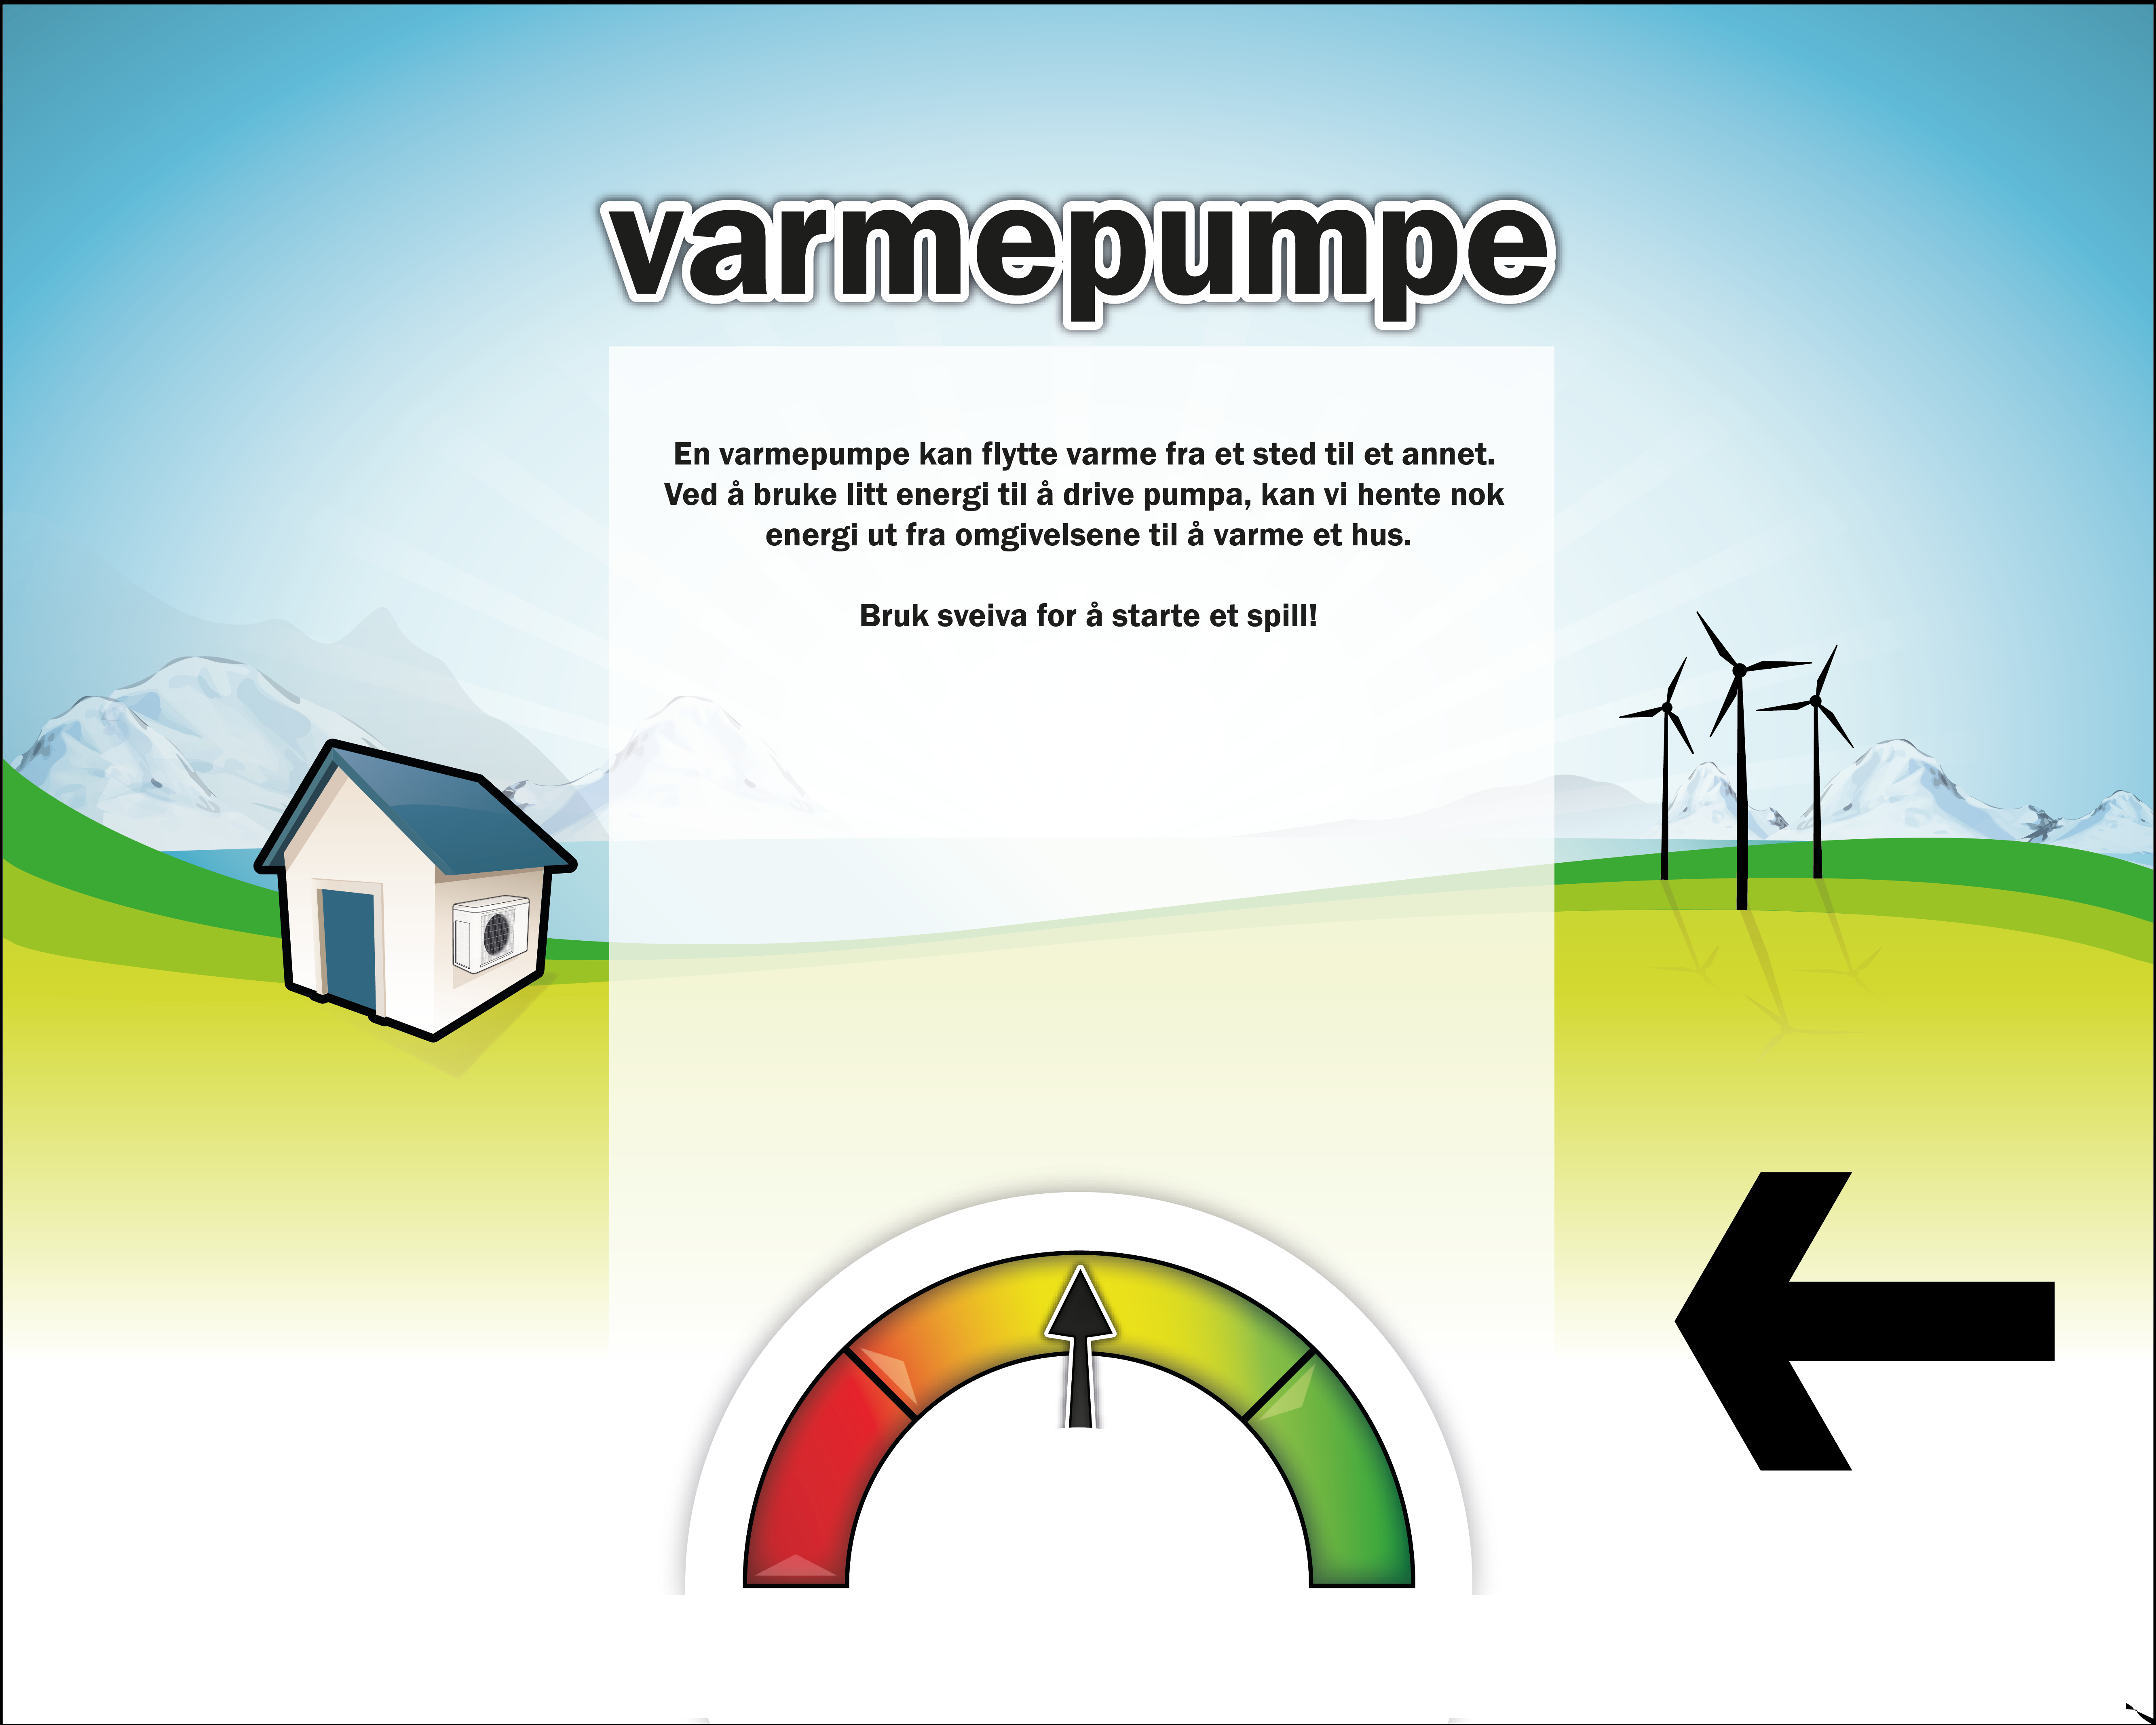 varmepumpe
En varmepumpe kan flytte varme fra et sted til et annet.
Ved å bruke litt energi til å drive pumpa, kan vi hente nok
energi ut fra omgivelsene til å varme et hus.
Bruk sveiva for å starte et spill!